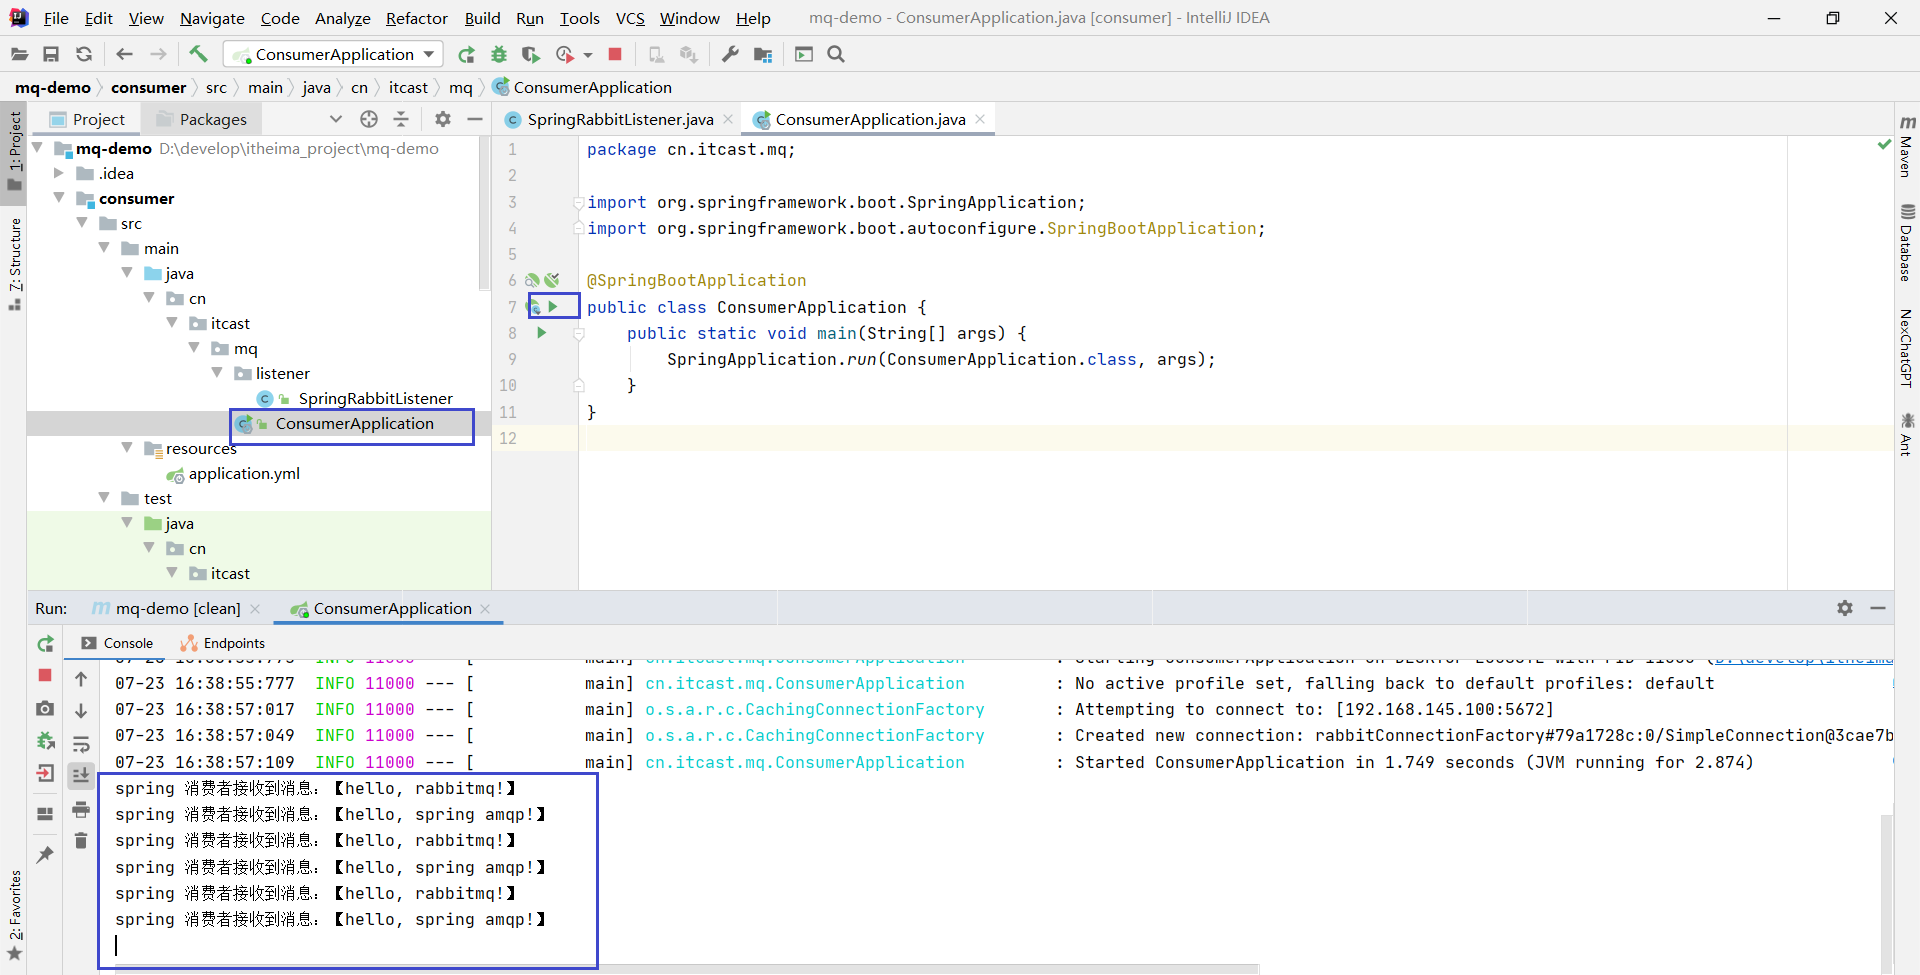 File Edit View Navigate Code Analyze Refactor Build Run Tools VCS Window Help mq-demo - ConsumerApplication.java [consumer] - IntelliJ IDEA
ConsumerApplication
mq-demo consumer src main java cn itcast mq ConsumerApplication
Project Packages SpringRabbitListener.java ConsumerApplication.java
1: Project
7: Structure
2: Favorites
mq-demo D:\develop\itheima_project\mq-demo
.idea
consumer
src
main
java
cn
itcast
mq
listener
SpringRabbitListener
ConsumerApplication
resources
application.yml
test
java
cn
itcast
1 package cn.itcast.mq;
2
3 import org.springframework.boot.SpringApplication;
4 import org.springframework.boot.autoconfigure.SpringBootApplication;
5
6 @SpringBootApplication
7 public class ConsumerApplication {
8 public static void main(String[] args) {
9 SpringApplication.run(ConsumerApplication.class, args);
10 }
11 }
12
Maven
Database
NexChatGPT
Ant
Run: mq-demo [clean] ConsumerApplication
Console Endpoints
07-23 16:38:55:777 INFO 11000 --- [ main] cn.itcast.mq.ConsumerApplication : No active profile set, falling back to default profiles: default
07-23 16:38:57:017 INFO 11000 --- [ main] o.s.a.r.c.CachingConnectionFactory : Attempting to connect to: [192.168.145.100:5672]
07-23 16:38:57:049 INFO 11000 --- [ main] o.s.a.r.c.CachingConnectionFactory : Created new connection: rabbitConnectionFactory#79a1728c:0/SimpleConnection@3cae7b
07-23 16:38:57:109 INFO 11000 --- [ main] cn.itcast.mq.ConsumerApplication : Started ConsumerApplication in 1.749 seconds (JVM running for 2.874)
spring 消费者接收到消息：【hello, rabbitmq!】
spring 消费者接收到消息：【hello, spring amqp!】
spring 消费者接收到消息：【hello, rabbitmq!】
spring 消费者接收到消息：【hello, spring amqp!】
spring 消费者接收到消息：【hello, rabbitmq!】
spring 消费者接收到消息：【hello, spring amqp!】